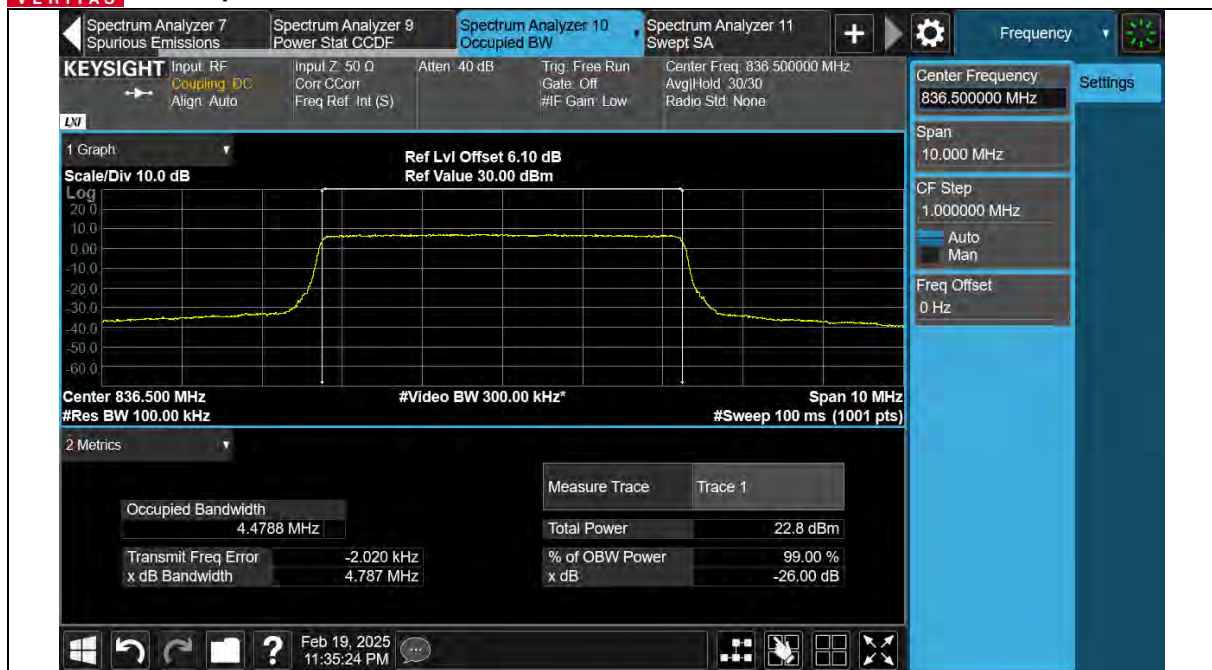 VERITAS
Spectrum Analyzer 7
Spurious Emissions
Spectrum Analyzer 9
Power Stat CCDF
Spectrum Analyzer 10
Occupied BW
Spectrum Analyzer 11
Swept SA
+
Frequency
KEYSIGHT
Input: RF
Coupling: DC
Align: Auto
Input Z: 50 Ω
Corr CCorr
Freq Ref: Int (S)
Atten: 40 dB
Trig: Free Run
Gate: Off
#IF Gain: Low
Center Freq: 836.500000 MHz
Avg|Hold: 30/30
Radio Std: None
LXI
Center Frequency
836.500000 MHz
Settings
Span
10.000 MHz
CF Step
1.000000 MHz
Auto
Man
Freq Offset
0 Hz
1 Graph
Scale/Div 10.0 dB
Ref Lvl Offset 6.10 dB
Ref Value 30.00 dBm
Log
20.0
10.0
0.00
-10.0
-20.0
-30.0
-40.0
-50.0
-60.0
Center 836.500 MHz
#Video BW 300.00 kHz*
Span 10 MHz
#Res BW 100.00 kHz
#Sweep 100 ms (1001 pts)
2 Metrics
Measure Trace
Trace 1
Occupied Bandwidth
4.4788 MHz
Total Power
22.8 dBm
Transmit Freq Error
-2.020 kHz
% of OBW Power
99.00 %
x dB Bandwidth
4.787 MHz
x dB
-26.00 dB
?
Feb 19, 2025
11:35:24 PM